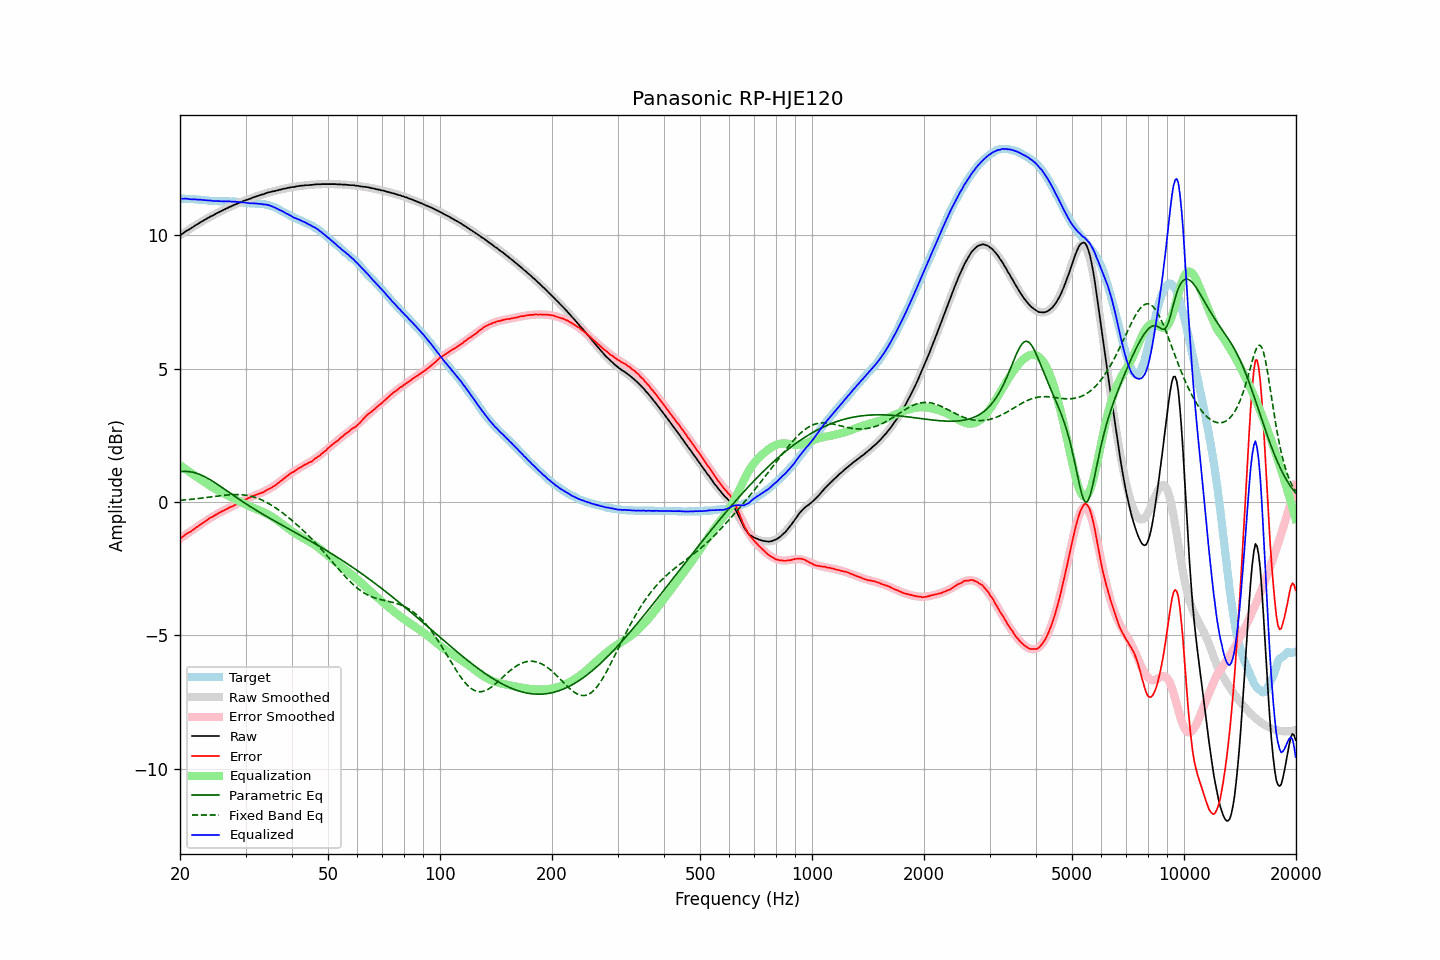 Panasonic RP-HJE120
Amplitude (dBr)
10
5
0
−5
−10
Target
Raw Smoothed
Error Smoothed
Raw
Error
Equalization
Parametric Eq
Fixed Band Eq
Equalized
20 50 100 200 500 1000 2000 5000 10000 20000
Frequency (Hz)